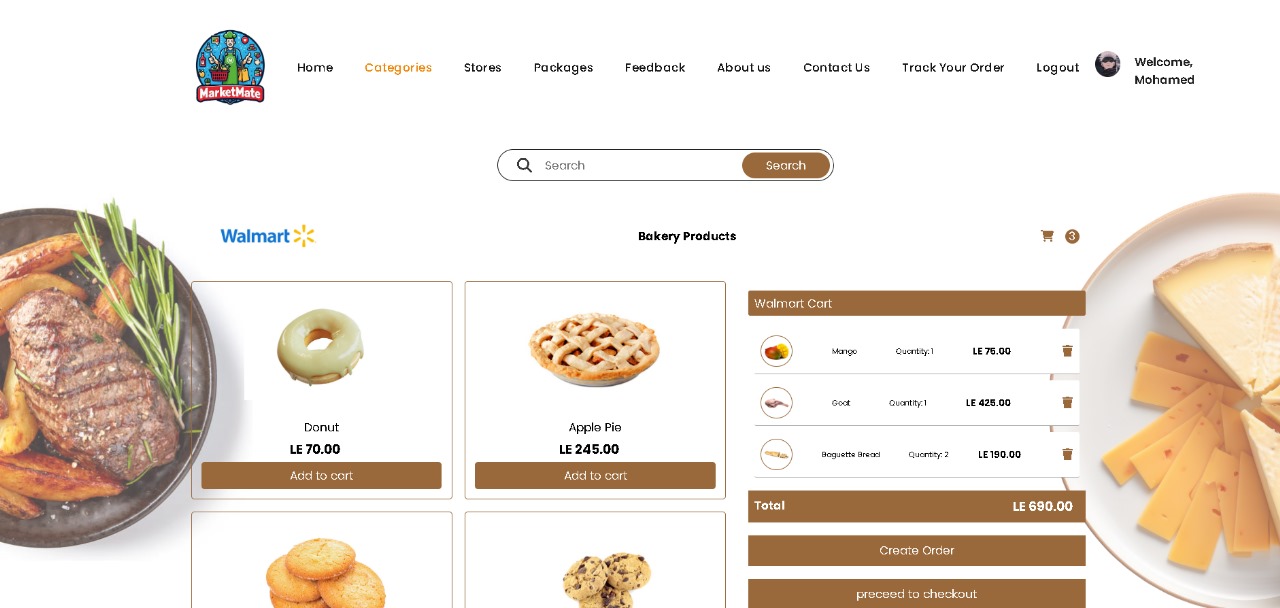 MarketMate
Home
Categories
Stores
Packages
Feedback
About us
Contact Us
Track Your Order
Logout
Welcome,
Mohamed
Search
Search
Walmart
Bakery Products
3
Donut
LE 70.00
Add to cart
Apple Pie
LE 245.00
Add to cart
Walmart Cart
Mango Quantity: 1 LE 75.00
Goat Quantity: 1 LE 425.00
Baguette Bread Quantity: 2 LE 190.00
Total LE 690.00
Create Order
preceed to checkout